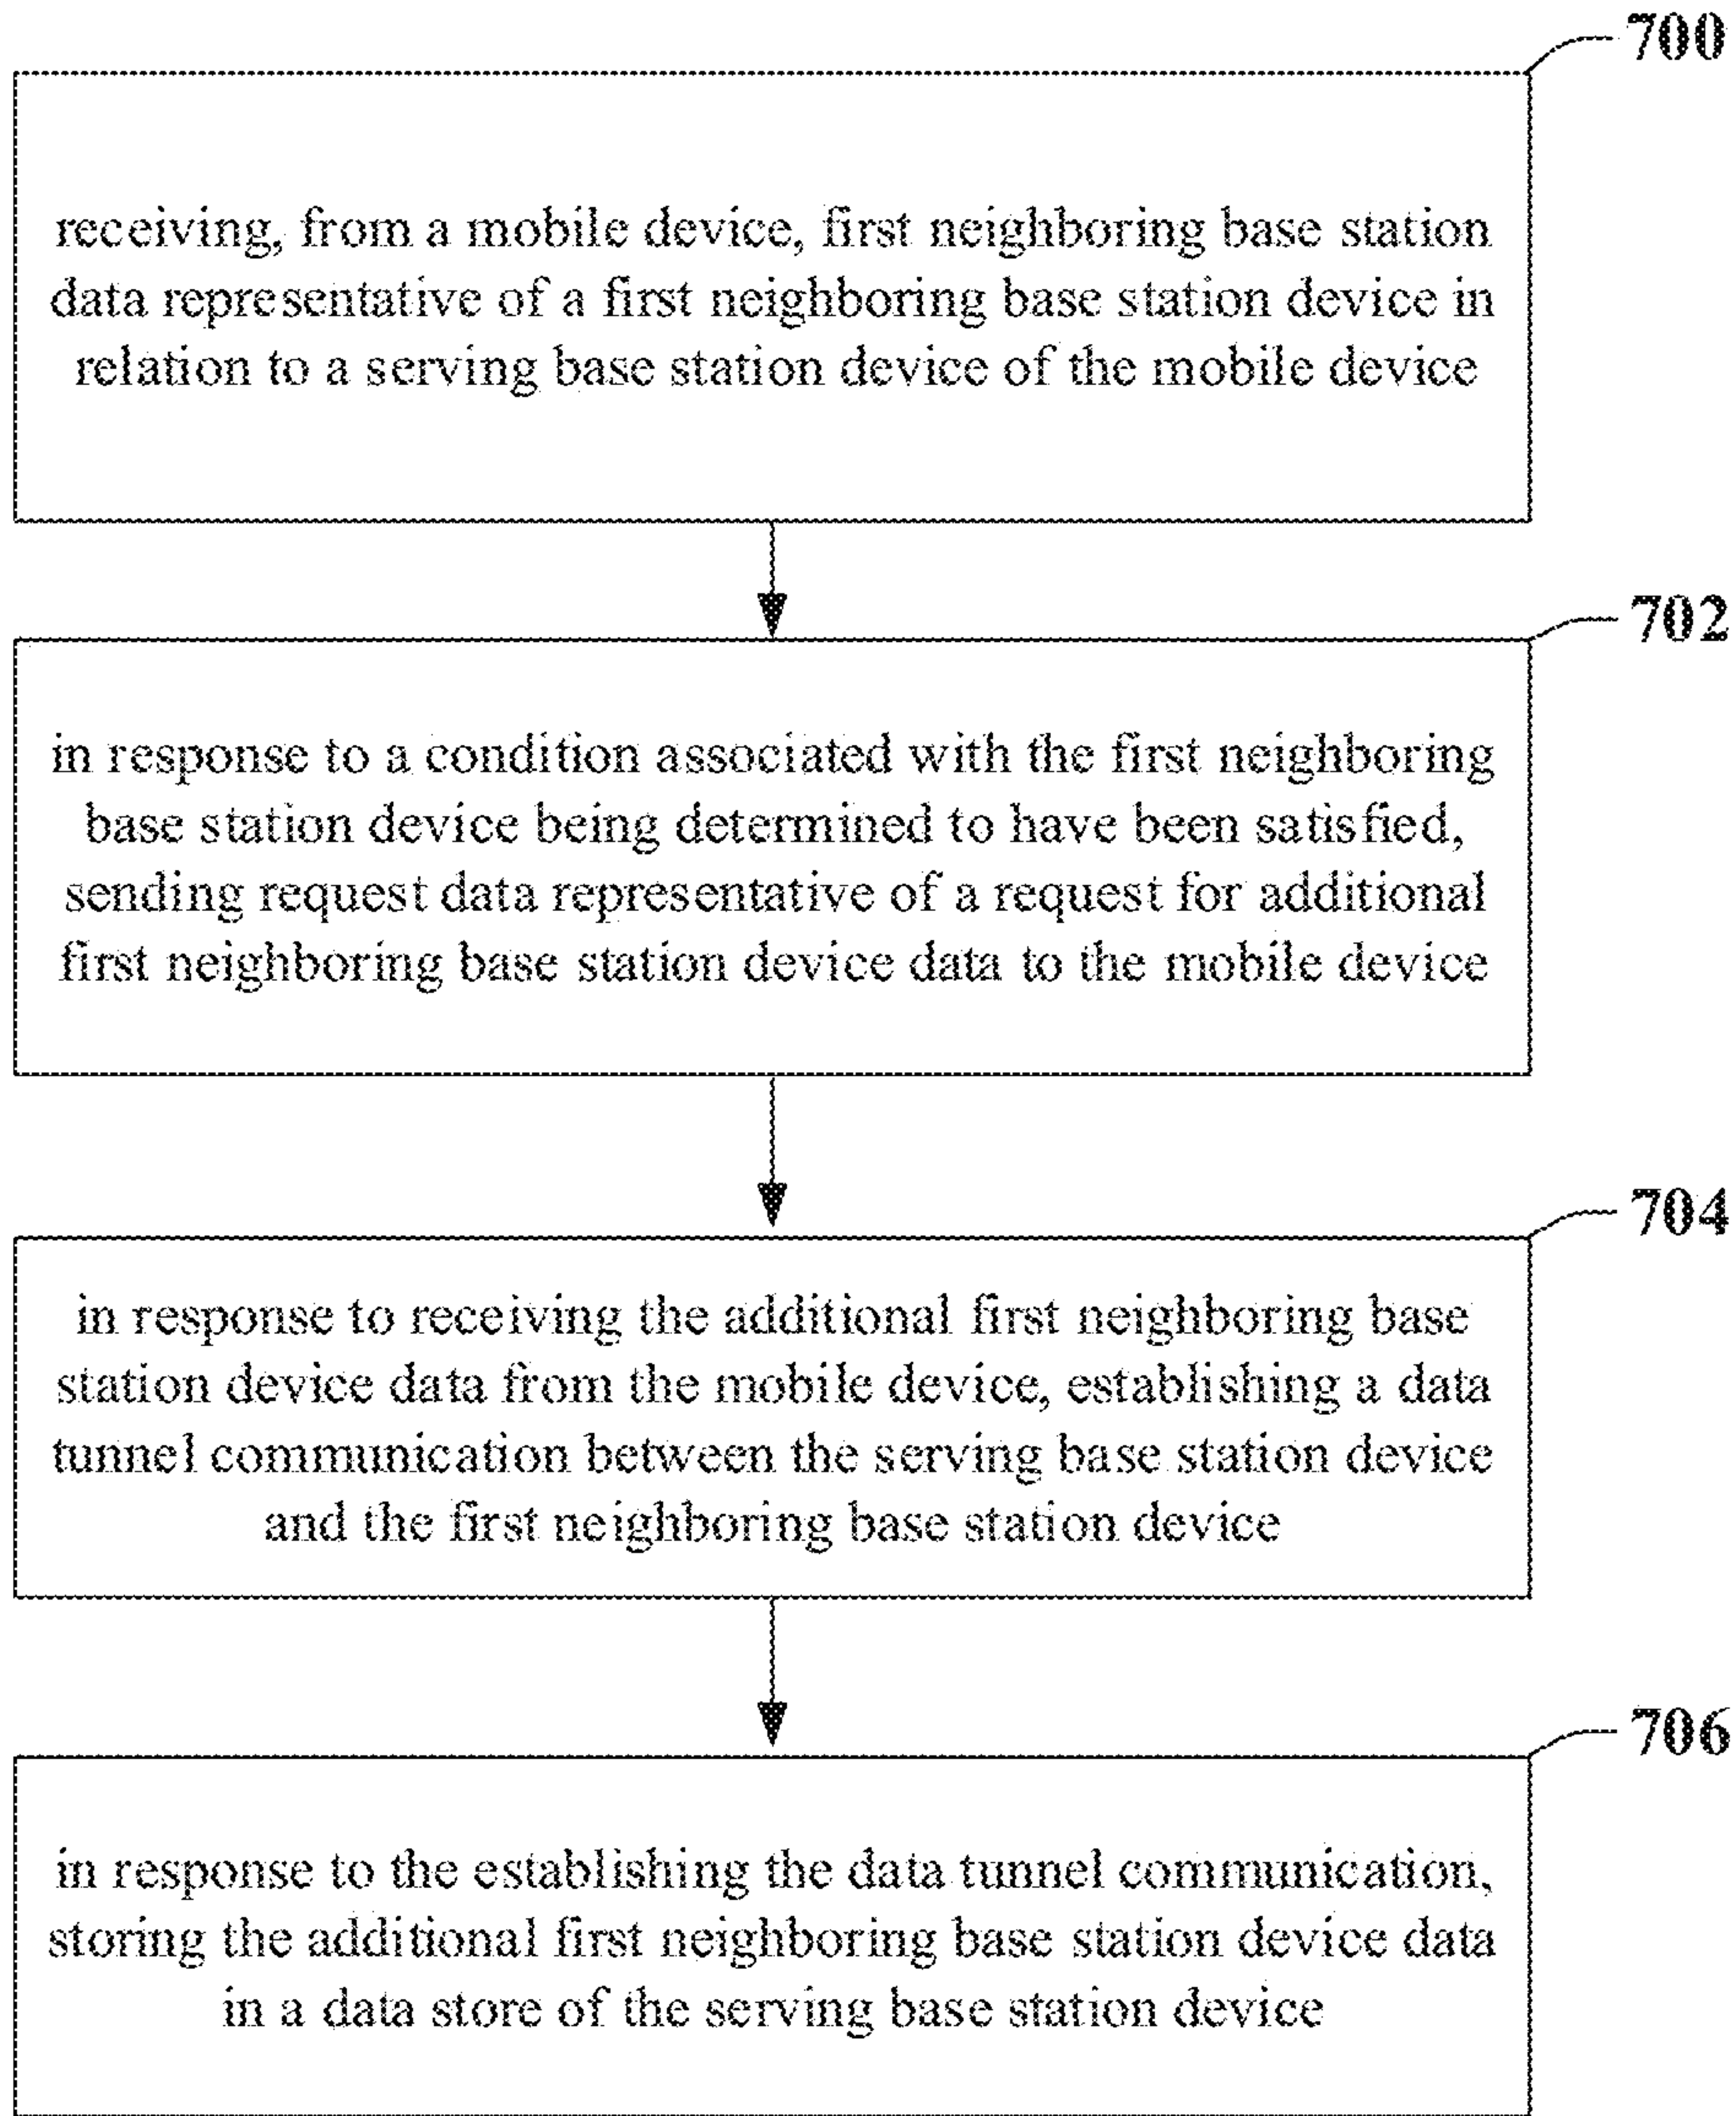 700
receiving, from a mobile device, first neighboring base station
data representative of a first neighboring base station device in
relation to a serving base station device of the mobile device
702
in response to a condition associated with the first neighboring
base station device being determined to have been satisfied,
sending request data representative of a request for additional
first neighboring base station device data to the mobile device
704
in response to receiving the additional first neighboring base
station device data from the mobile device, establishing a data
tunnel communication between the serving base station device
and the first neighboring base station device
706
in response to the establishing the data tunnel communication,
storing the additional first neighboring base station device data
in a data store of the serving base station device